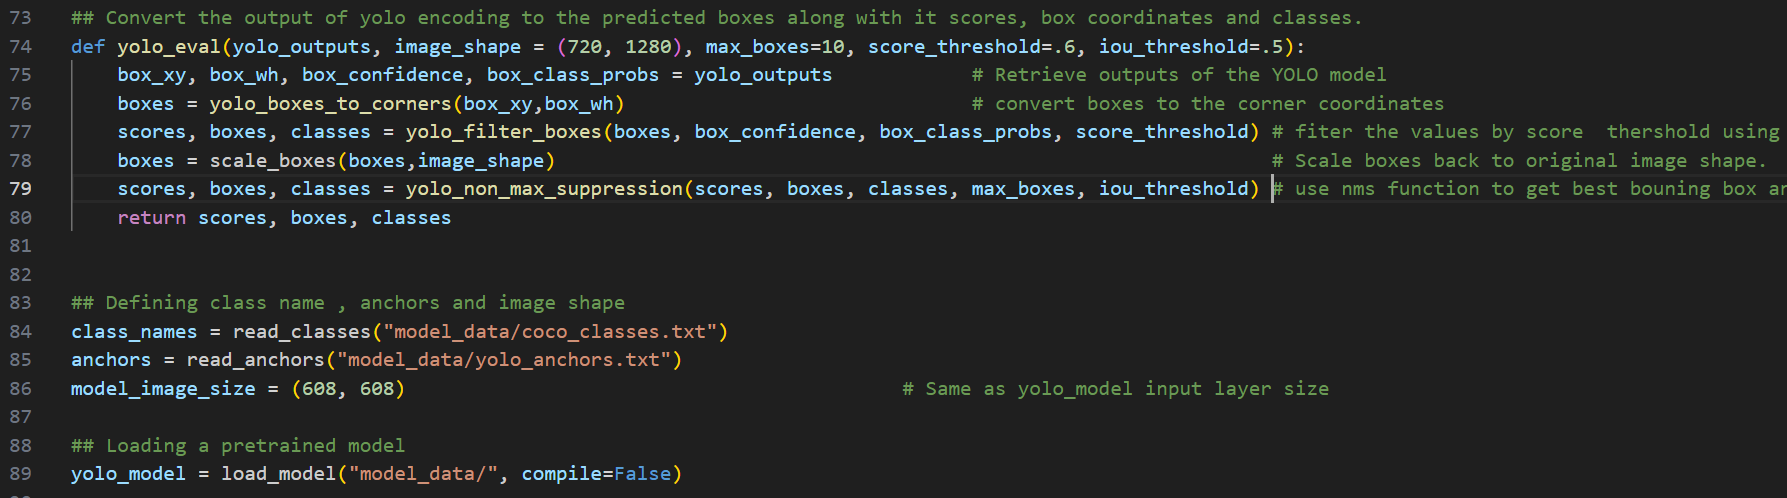 73 ## Convert the output of yolo encoding to the predicted boxes along with it scores, box coordinates and classes.
74 def yolo_eval(yolo_outputs, image_shape = (720, 1280), max_boxes=10, score_threshold=.6, iou_threshold=.5):
75     box_xy, box_wh, box_confidence, box_class_probs = yolo_outputs            # Retrieve outputs of the YOLO model
76     boxes = yolo_boxes_to_corners(box_xy,box_wh)                              # convert boxes to the corner coordinates
77     scores, boxes, classes = yolo_filter_boxes(boxes, box_confidence, box_class_probs, score_threshold) # fiter the values by score  thershold using
78     boxes = scale_boxes(boxes,image_shape)                                                              # Scale boxes back to original image shape.
79     scores, boxes, classes = yolo_non_max_suppression(scores, boxes, classes, max_boxes, iou_threshold) # use nms function to get best bouning box
80     return scores, boxes, classes
81
82
83 ## Defining class name , anchors and image shape
84 class_names = read_classes("model_data/coco_classes.txt")
85 anchors = read_anchors("model_data/yolo_anchors.txt")
86 model_image_size = (608, 608)                                           # Same as yolo_model input layer size
87
88 ## Loading a pretrained model
89 yolo_model = load_model("model_data/", compile=False)